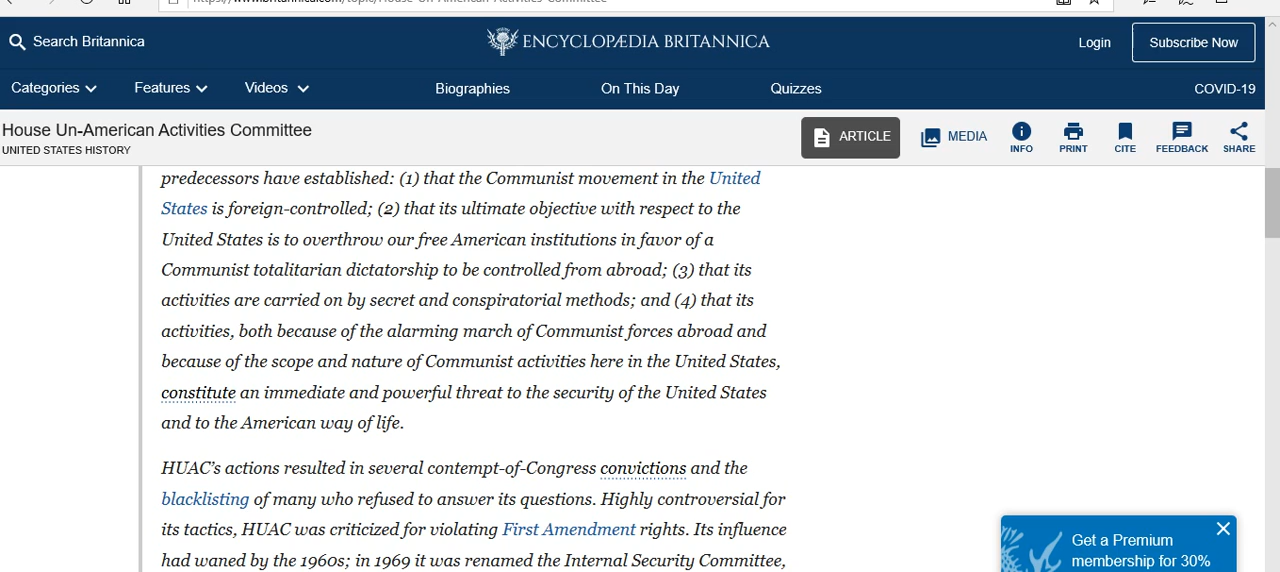 Search Britannica
ENCYCLOPÆDIA BRITANNICA
Login
Subscribe Now
Categories
Features
Videos
Biographies
On This Day
Quizzes
COVID-19
House Un-American Activities Committee
UNITED STATES HISTORY
ARTICLE
MEDIA
INFO
PRINT
CITE
FEEDBACK
SHARE
predecessors have established: (1) that the Communist movement in the United
States is foreign-controlled; (2) that its ultimate objective with respect to the
United States is to overthrow our free American institutions in favor of a
Communist totalitarian dictatorship to be controlled from abroad; (3) that its
activities are carried on by secret and conspiratorial methods; and (4) that its
activities, both because of the alarming march of Communist forces abroad and
because of the scope and nature of Communist activities here in the United States,
constitute an immediate and powerful threat to the security of the United States
and to the American way of life.
HUAC’s actions resulted in several contempt-of-Congress convictions and the
blacklisting of many who refused to answer its questions. Highly controversial for
its tactics, HUAC was criticized for violating First Amendment rights. Its influence
had waned by the 1960s; in 1969 it was renamed the Internal Security Committee,
Get a Premium
membership for 30%